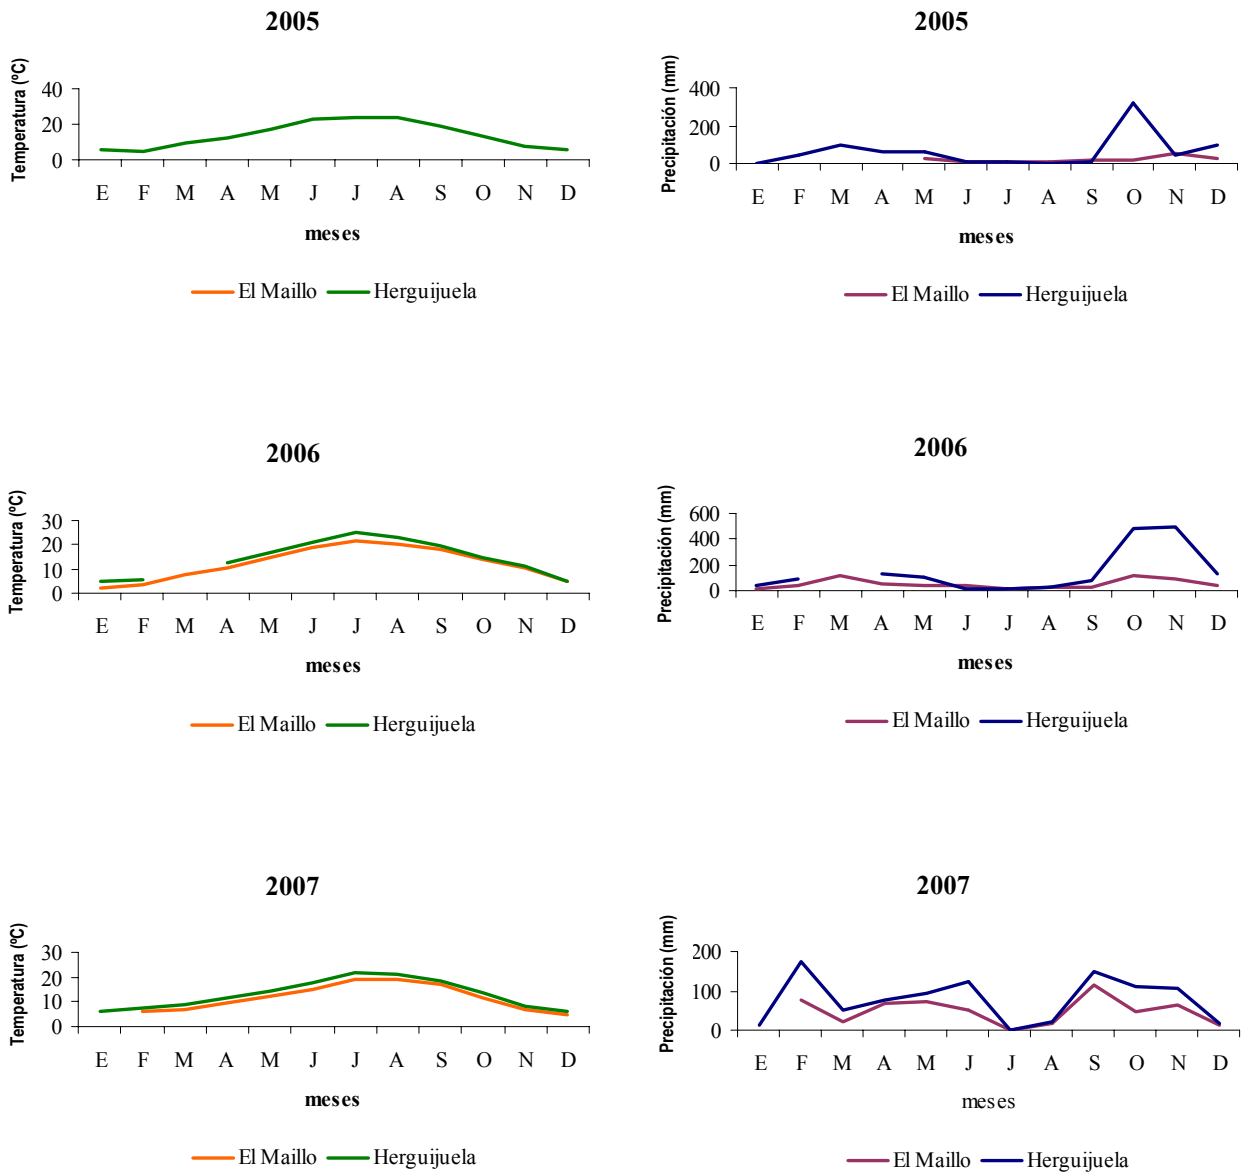 2005
Temperatura (ºC)
40
20
0
E F M A M J J A S O N D
meses
El Maillo Herguijuela
2005
Precipitación (mm)
400
200
0
E F M A M J J A S O N D
meses
El Maillo Herguijuela
2006
Temperatura (ºC)
30
20
10
0
E F M A M J J A S O N D
meses
El Maillo Herguijuela
2006
Precipitación (mm)
600
400
200
0
E F M A M J J A S O N D
meses
El Maillo Herguijuela
2007
Temperatura (ºC)
30
20
10
0
E F M A M J J A S O N D
meses
El Maillo Herguijuela
2007
Precipitación (mm)
200
100
0
E F M A M J J A S O N D
meses
El Maillo Herguijuela